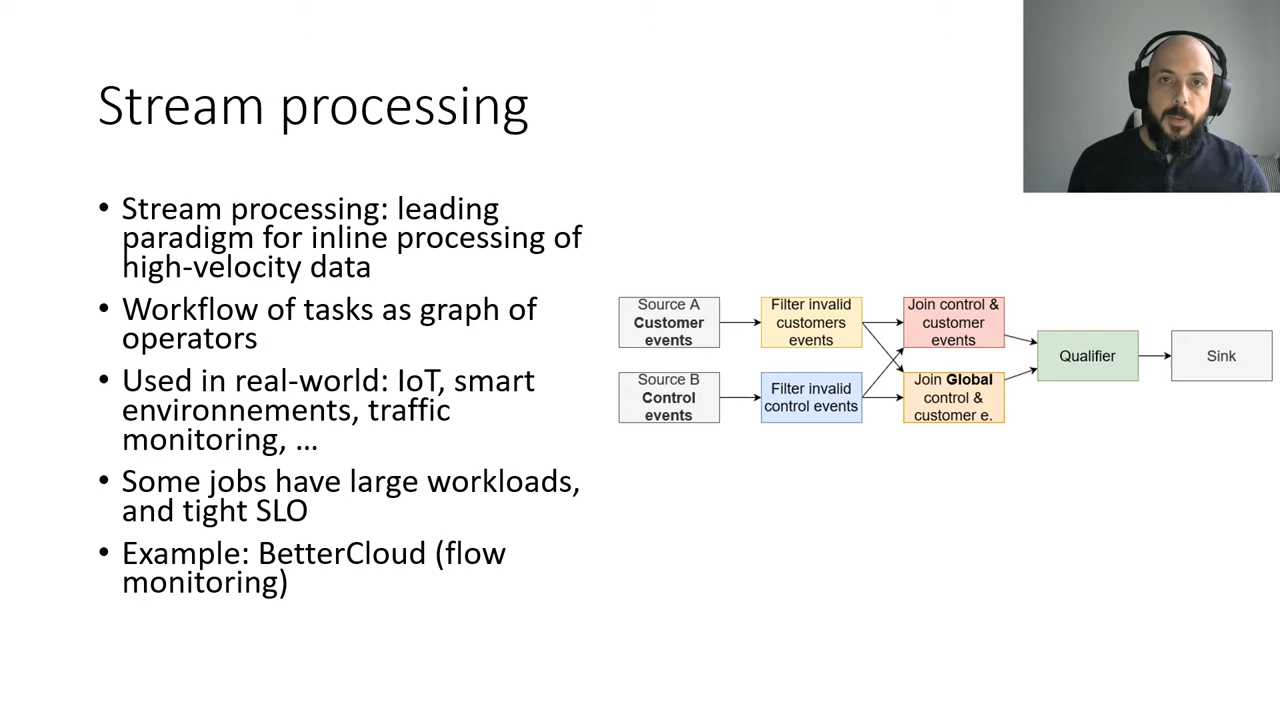 Stream processing
• Stream processing: leading
paradigm for inline processing of
high-velocity data
• Workflow of tasks as graph of
operators
• Used in real-world: IoT, smart
environnements, traffic
monitoring, ...
• Some jobs have large workloads,
and tight SLO
• Example: BetterCloud (flow
monitoring)
Source A
Customer
events
Filter invalid
customers
events
Join control &
customer
events
Source B
Control
events
Filter invalid
control events
Join Global
control &
customer e.
Qualifier
Sink